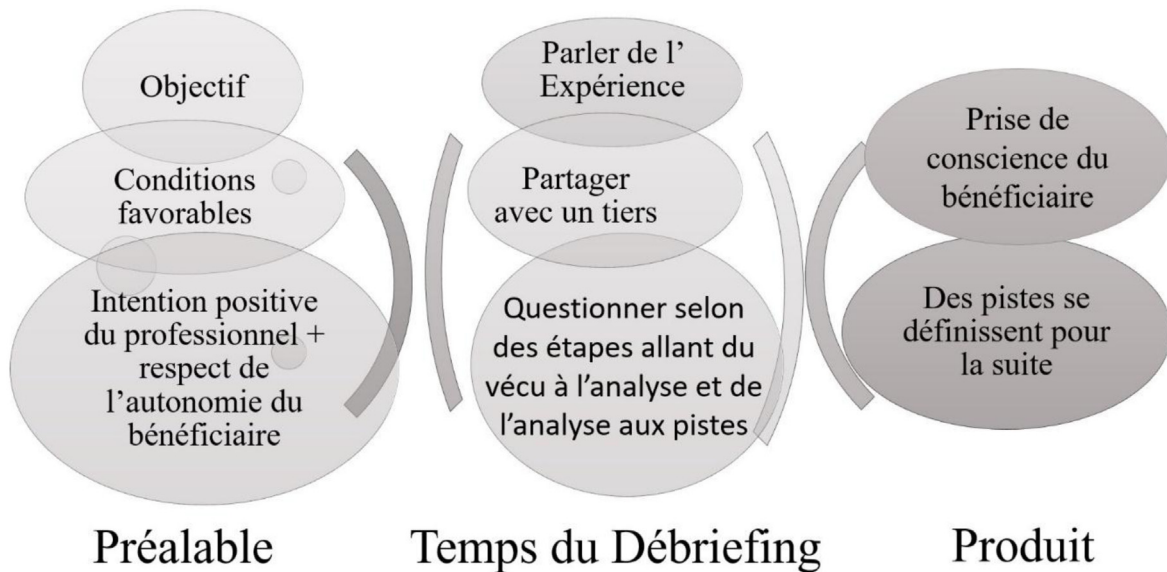 Objectif
Conditions
favorables
Intention positive
du professionnel +
respect de
l’autonomie du
bénéficiaire
Préalable
Parler de l’
Expérience
Partager
avec un tiers
Questionner selon
des étapes allant du
vécu à l’analyse et de
l’analyse aux pistes
Temps du Débriefing
Prise de
conscience du
bénéficiaire
Des pistes se
définissent pour
la suite
Produit